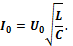 I₀ = U₀√(L/C).